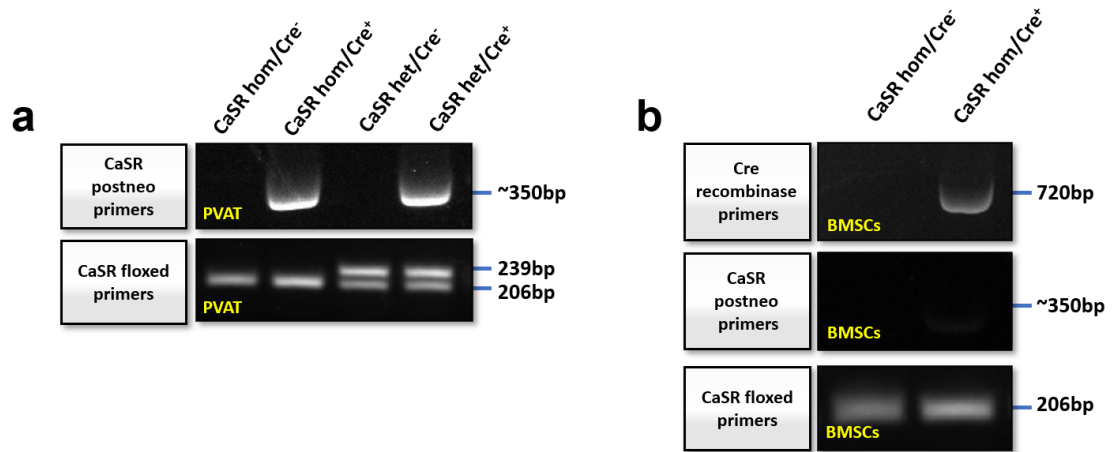 a
CaSR hom/Cre-
CaSR hom/Cre+
CaSR het/Cre-
CaSR het/Cre+
CaSR
postneo
primers
PVAT
~350bp
CaSR floxed
primers
PVAT
239bp
206bp
b
CaSR hom/Cre-
CaSR hom/Cre+
Cre
recombinase
primers
BMSCs
720bp
CaSR
postneo
primers
BMSCs
~350bp
CaSR floxed
primers
BMSCs
206bp